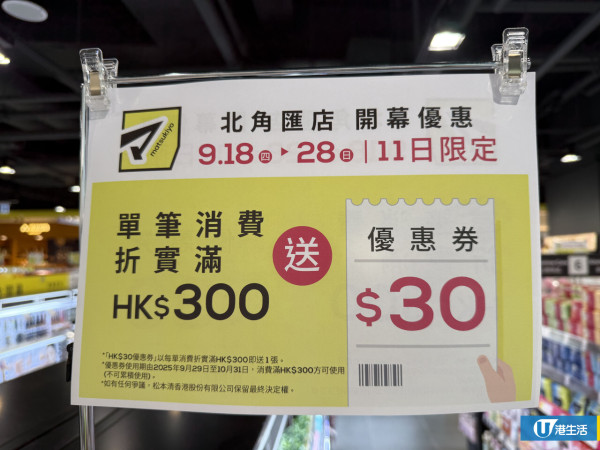 matsukiyo
北角匯店 開幕優惠
9.18 四 ▸ 28 日 | 11日限定
單筆消費
折實滿
HK$300
送
優惠券
$30
*「HK$30優惠券」以每單消費折實滿HK$300即送1張。
*優惠券使用期由2025年9月29日至10月31日，消費滿HK$300方可使用
(不可累積使用)。
*如有任何爭議，松本清香港股份有限公司保留最終決定權。
U 港生活